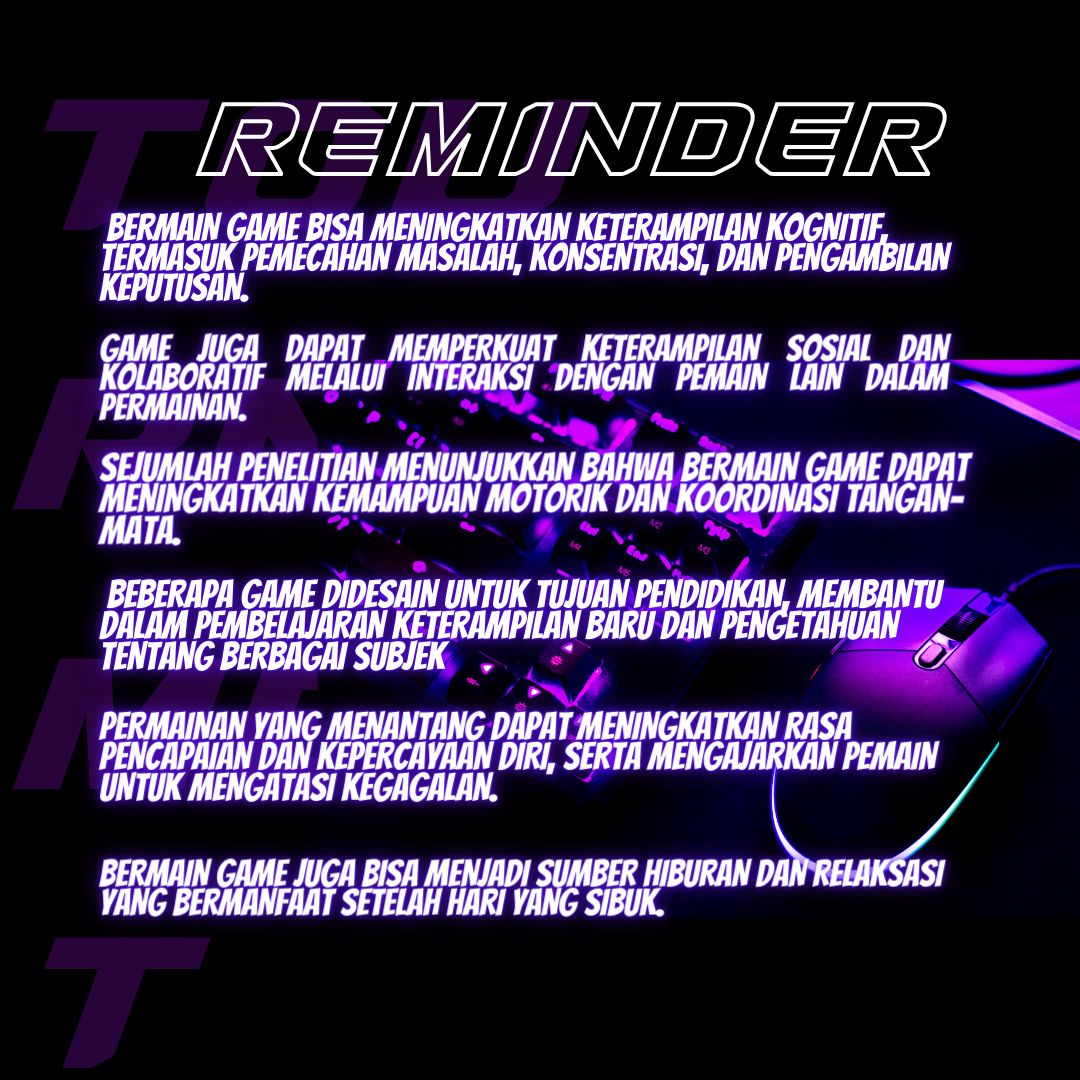 REMINDER
BERMAIN GAME BISA MENINGKATKAN KETERAMPILAN KOGNITIF,
TERMASUK PEMECAHAN MASALAH, KONSENTRASI, DAN PENGAMBILAN
KEPUTUSAN.
GAME JUGA DAPAT MEMPERKUAT KETERAMPILAN SOSIAL DAN
KOLABORATIF MELALUI INTERAKSI DENGAN PEMAIN LAIN DALAM
PERMAINAN.
SEJUMLAH PENELITIAN MENUNJUKKAN BAHWA BERMAIN GAME DAPAT
MENINGKATKAN KEMAMPUAN MOTORIK DAN KOORDINASI TANGAN-
MATA.
BEBERAPA GAME DIDESAIN UNTUK TUJUAN PENDIDIKAN, MEMBANTU
DALAM PEMBELAJARAN KETERAMPILAN BARU DAN PENGETAHUAN
TENTANG BERBAGAI SUBJEK
PERMAINAN YANG MENANTANG DAPAT MENINGKATKAN RASA
PENCAPAIAN DAN KEPERCAYAAN DIRI, SERTA MENGAJARKAN PEMAIN
UNTUK MENGATASI KEGAGALAN.
BERMAIN GAME JUGA BISA MENJADI SUMBER HIBURAN DAN RELAKSASI
YANG BERMANFAAT SETELAH HARI YANG SIBUK.